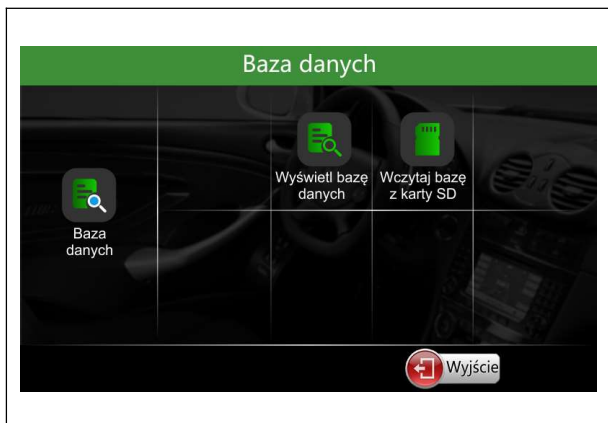 Baza danych
Wyświetl bazę
danych
Wczytaj bazę
z karty SD
Baza
danych
Wyjście